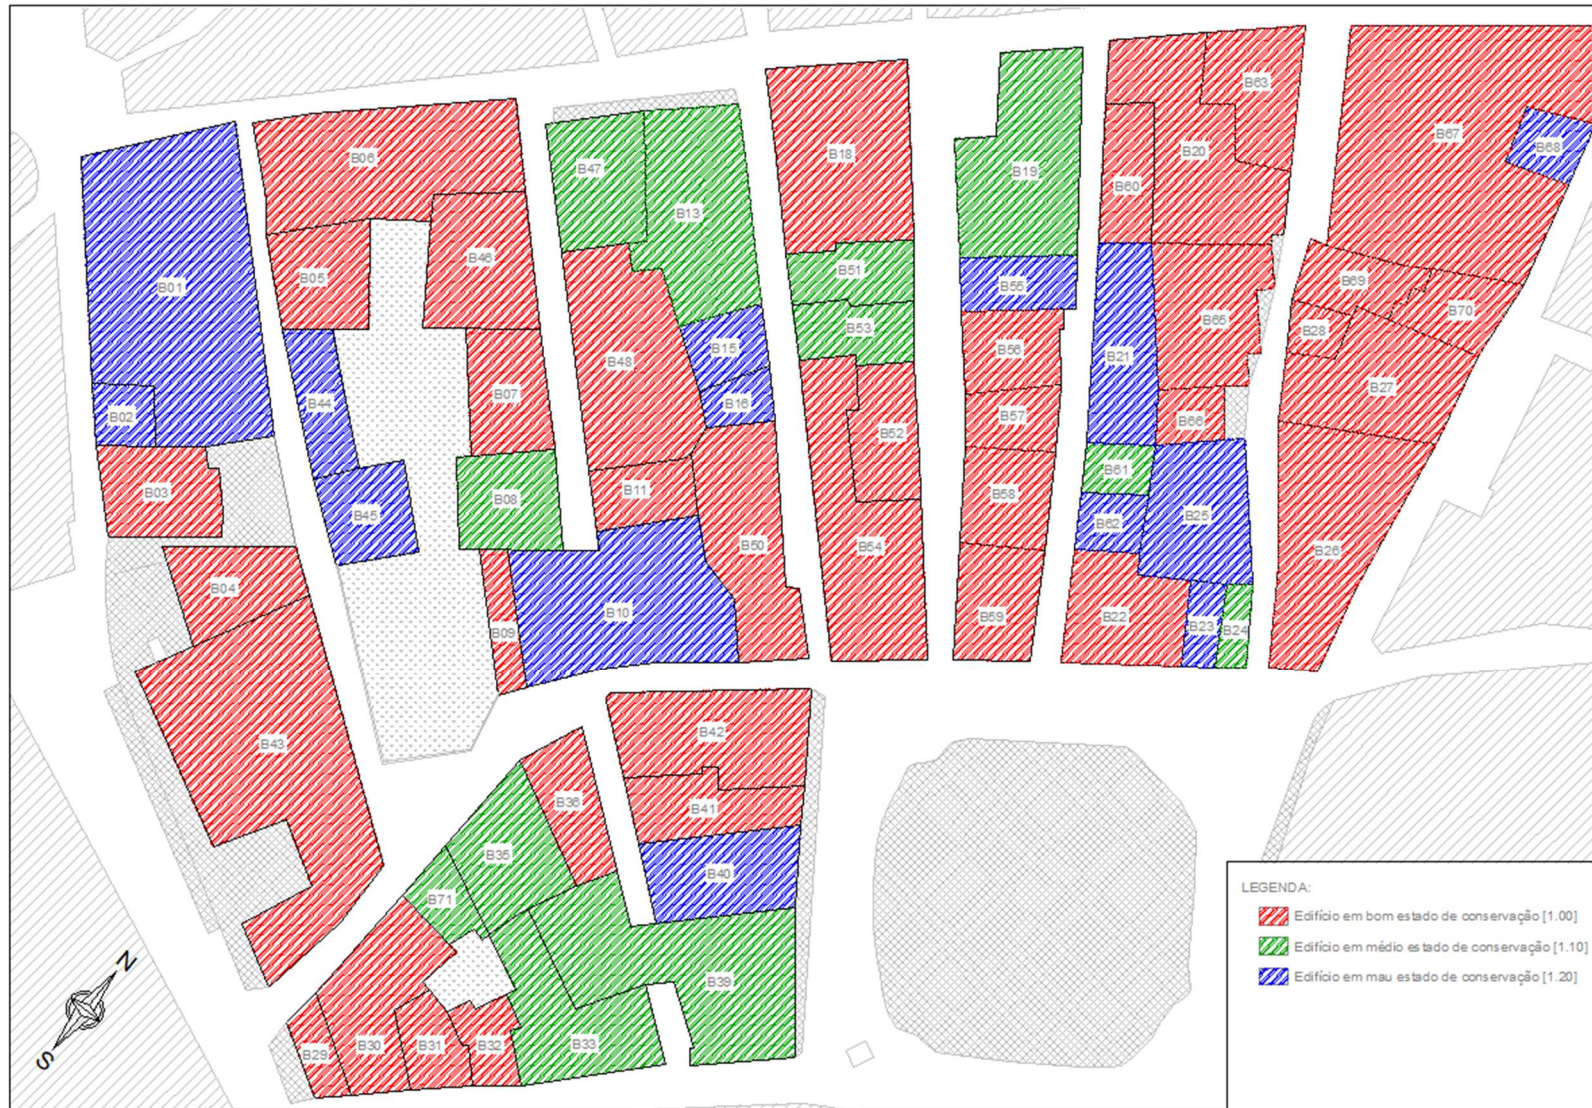 B63
B67
B68
B20
B06
B18
B47
B19
B60
B13
B05
B46
B51
B69
B01
B55
B70
B53
B65
B28
B15
B56
B21
B48
B27
B07
B44
B16
B57
B02
B66
B52
B61
B03
B08
B11
B58
B45
B62
B25
B50
B54
B26
B04
B10
B59
B22
B09
B23
B24
B43
B42
B36
B41
B35
B40
B71
B39
B33
B32
B31
B30
B29
N
S
LEGENDA:
Edifício em bom estado de conservação [1.00]
Edifício em médio estado de conservação [1.10]
Edifício em mau estado de conservação [1.20]